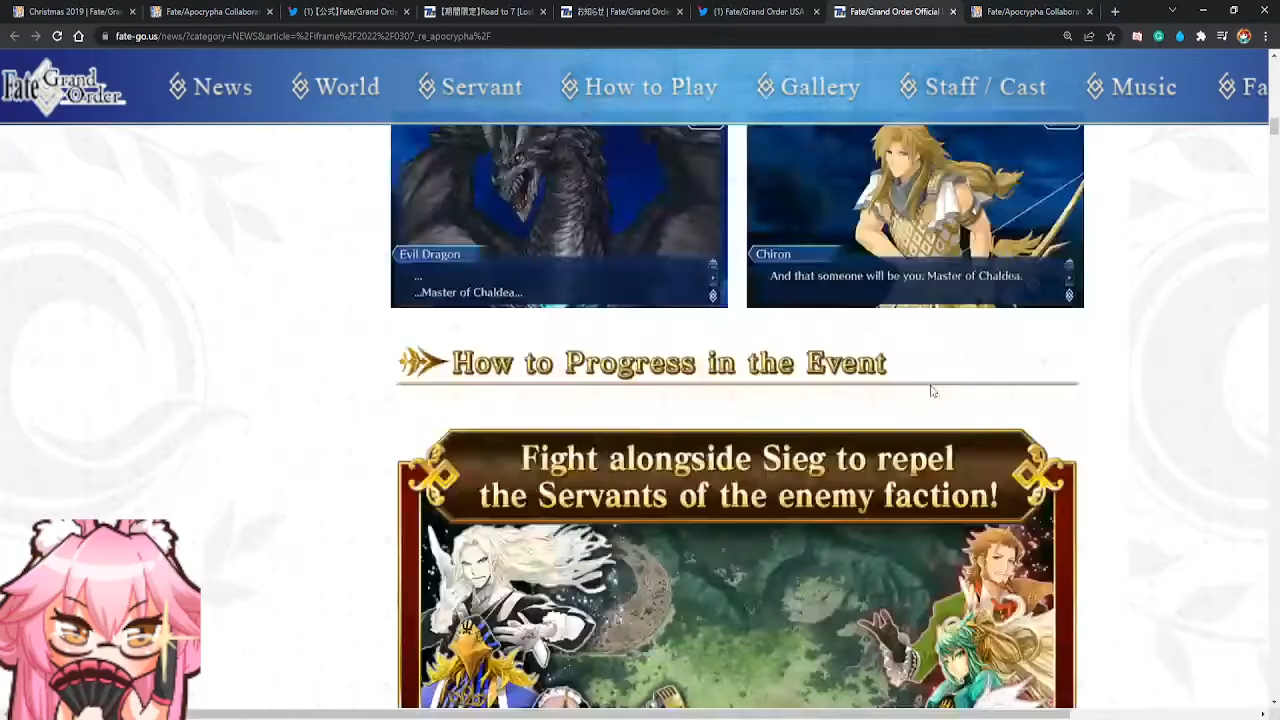 Christmas 2019 | Fate/Gran
Fate/Apocrypha Collabora
(1)【公式】Fate/Grand Orde
【期間限定】Road to 7 [Lost
お知らせ | Fate/Grand Order
(1) Fate/Grand Order USA
Fate/Grand Order Official
Fate/Apocrypha Collabora
fate-go.us/news/?category=NEWS&article=%2Fiframe%2F2022%2F0307_re_apocrypha%2F
Fate Grand Order
News
World
Servant
How to Play
Gallery
Staff / Cast
Music
Fa
Evil Dragon
...
...Master of Chaldea...
Chiron
And that someone will be you, Master of Chaldea.
How to Progress in the Event
Fight alongside Sieg to repel
the Servants of the enemy faction!